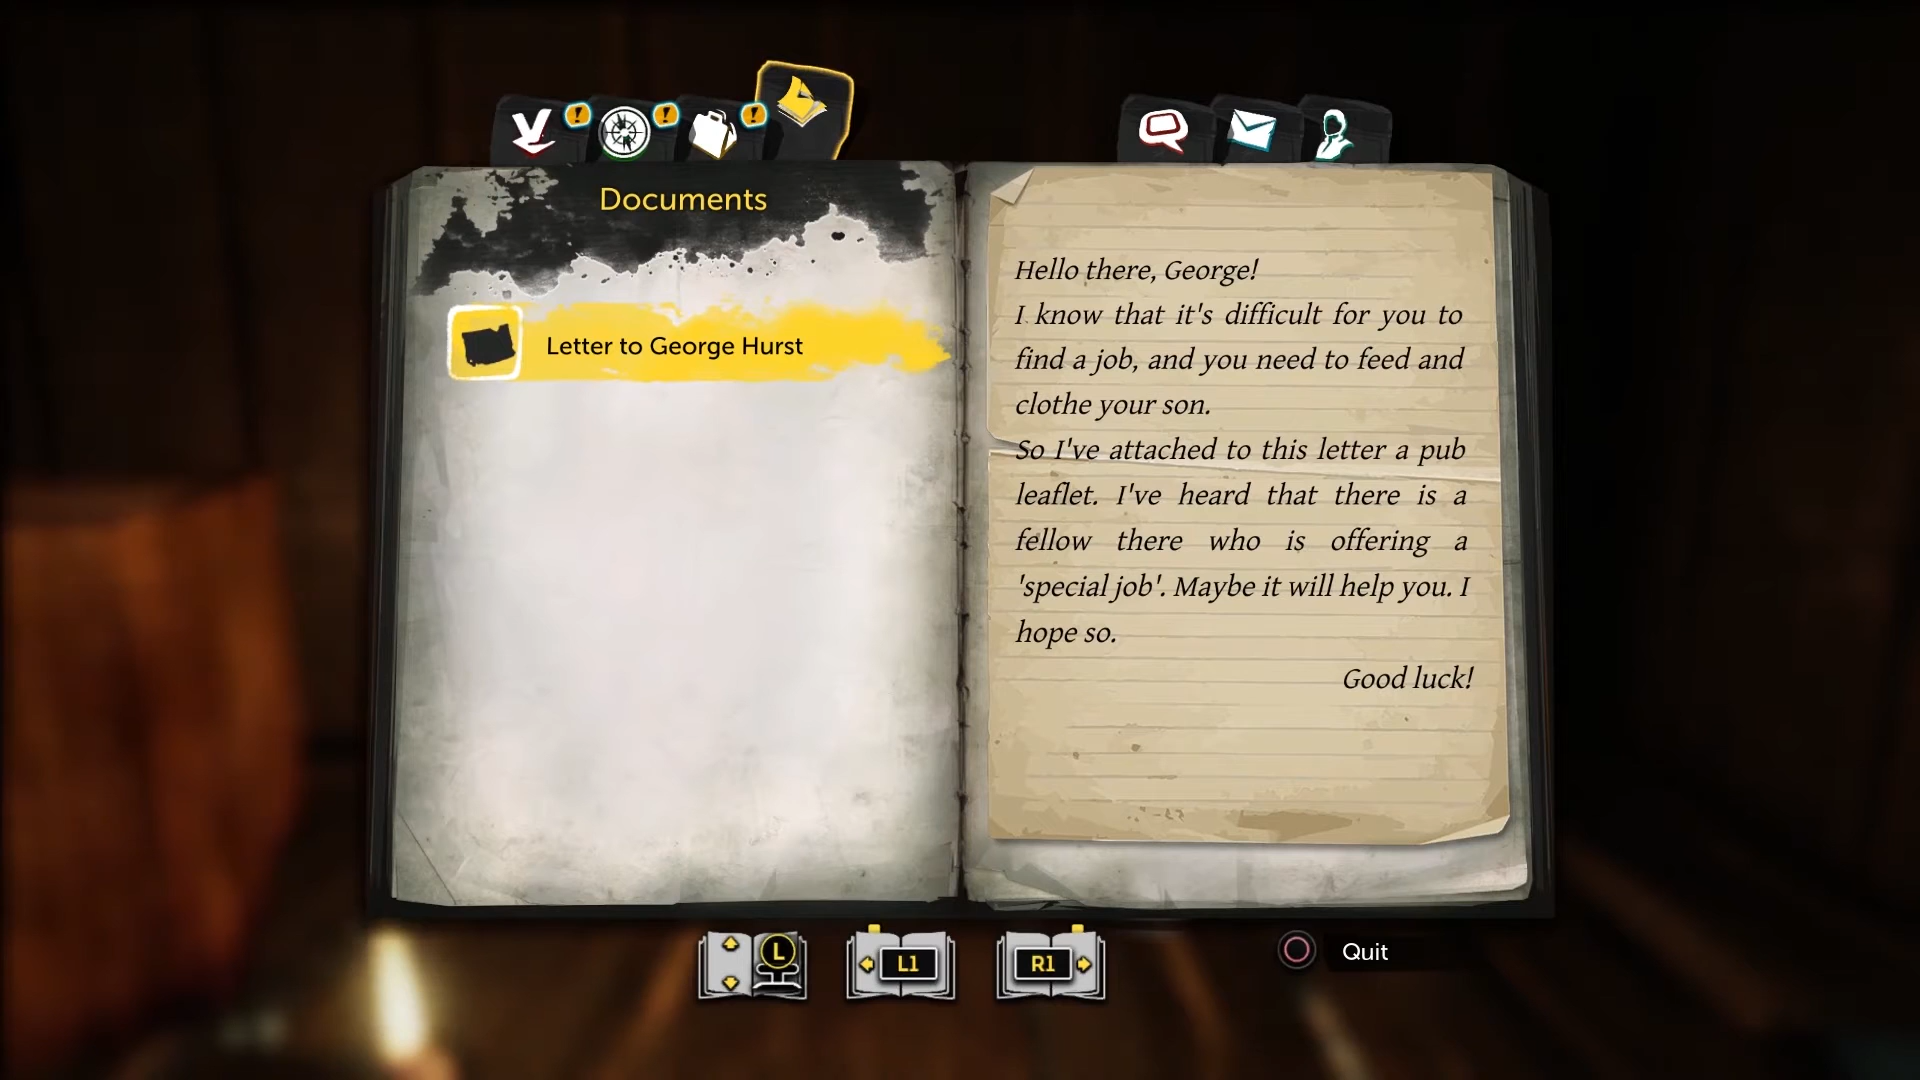 Documents
Letter to George Hurst
Hello there, George!
I know that it's difficult for you to
find a job, and you need to feed and
clothe your son.
So I've attached to this letter a pub
leaflet. I've heard that there is a
fellow there who is offering a
'special job'. Maybe it will help you. I
hope so.
Good luck!
L
L1
R1
Quit